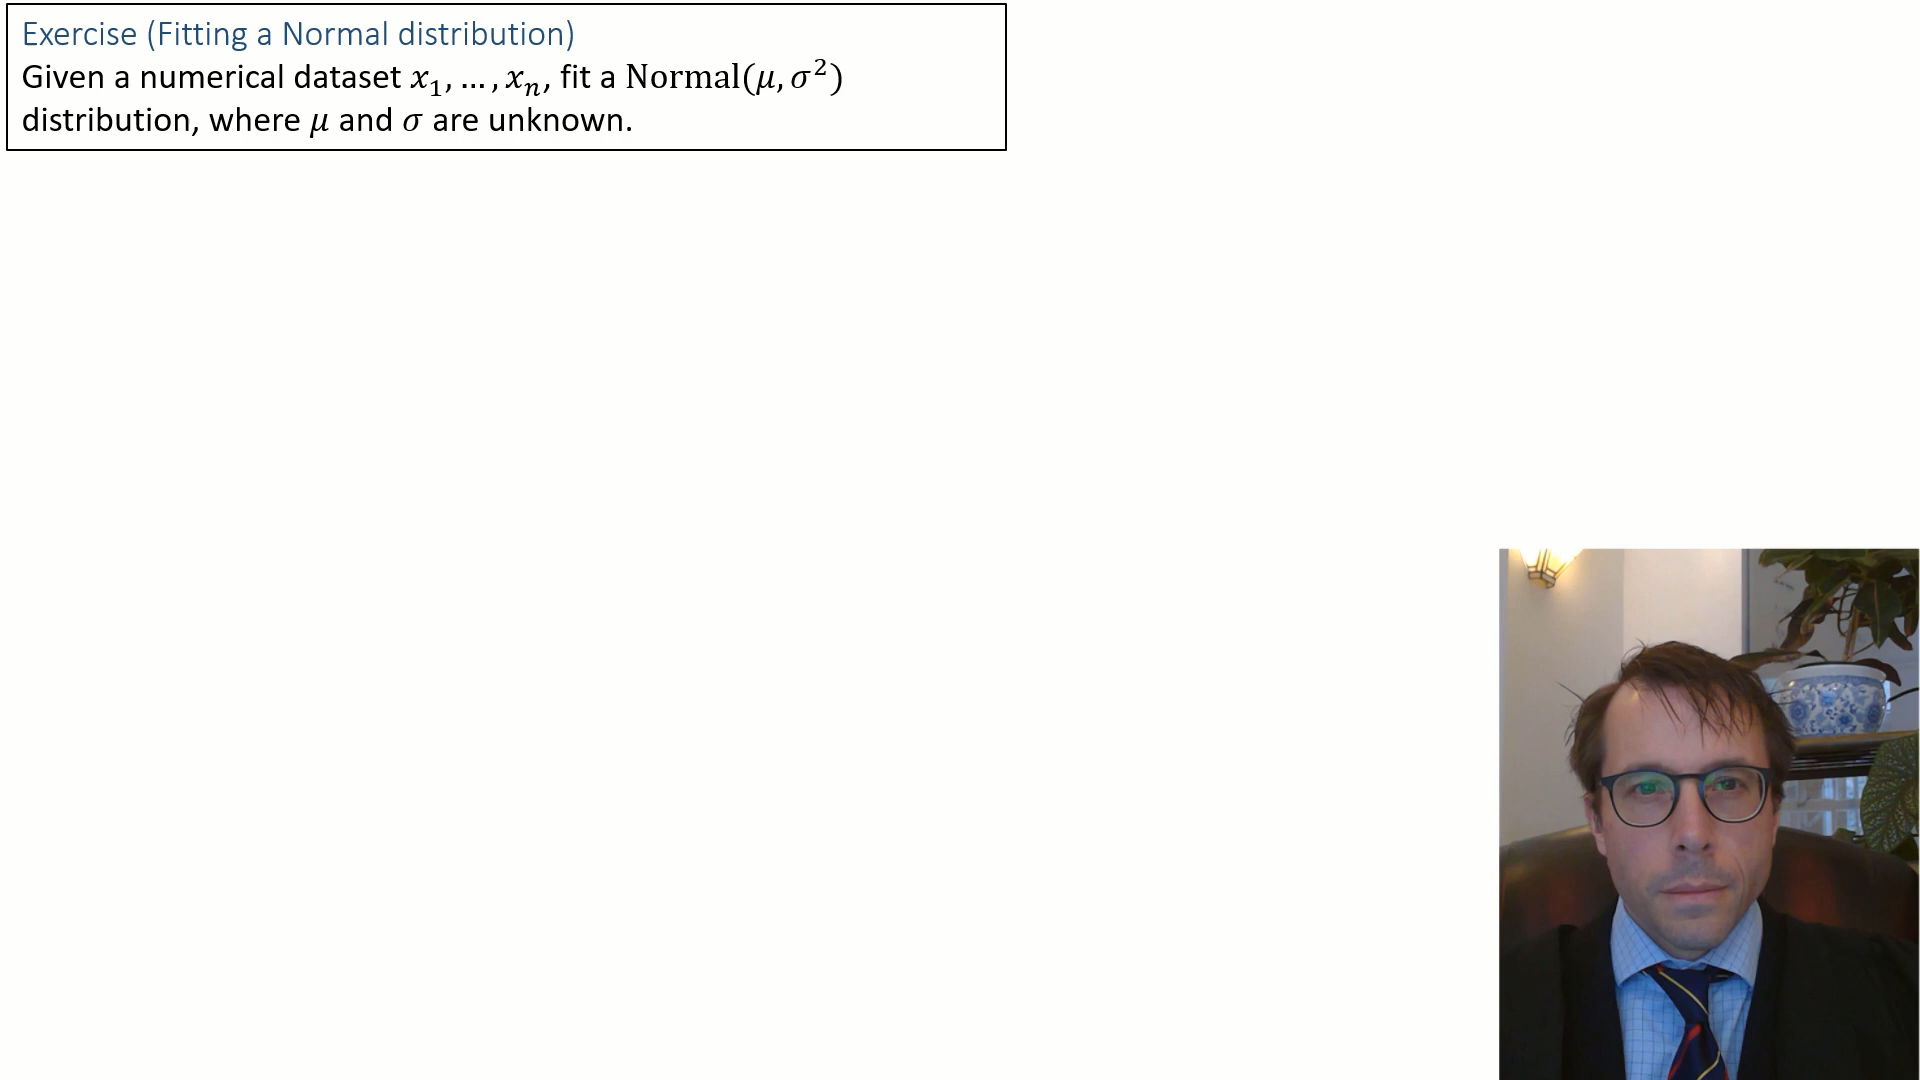 Exercise (Fitting a Normal distribution)
Given a numerical dataset 𝑥₁, … , 𝑥ₙ, fit a Normal(𝜇, 𝜎²)
distribution, where 𝜇 and 𝜎 are unknown.